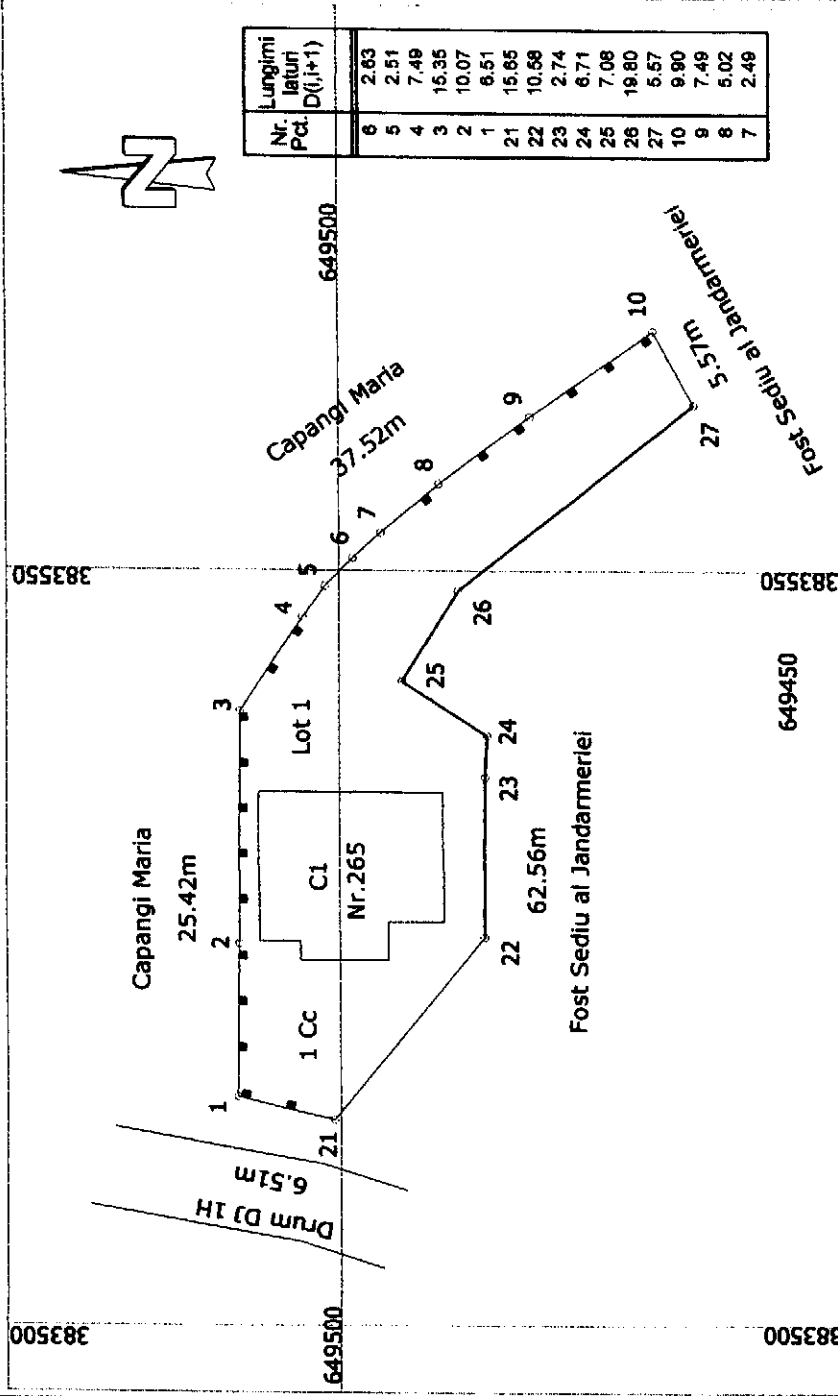 383500
383550
N
Nr. Pct. Lungimi laturi D(i,i+1)
6 2.63
5 2.51
4 7.49
3 15.35
2 10.07
1 6.51
21 15.65
22 10.58
23 2.74
24 6.71
25 7.08
26 19.80
27 5.57
10 9.90
9 7.49
8 5.02
7 2.49
649500
649500
Capangi Maria
25.42m
Capangi Maria
37.52m
Drum DJ 1H
6.51m
1
2
3
4
5
6
7
8
9
10
21
22
23
24
25
26
27
1 Cc
C1
Nr.265
Lot 1
62.56m
Fost Sediu al Jandarmeriei
5.57m
Fost Sediu al Jandarmeriei
649450
383500
383550